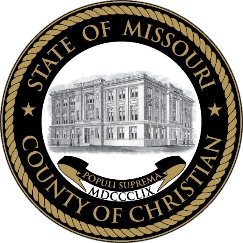 STATE OF MISSOURI
POPULI SUPREMA
MDCCCLIX
COUNTY OF CHRISTIAN